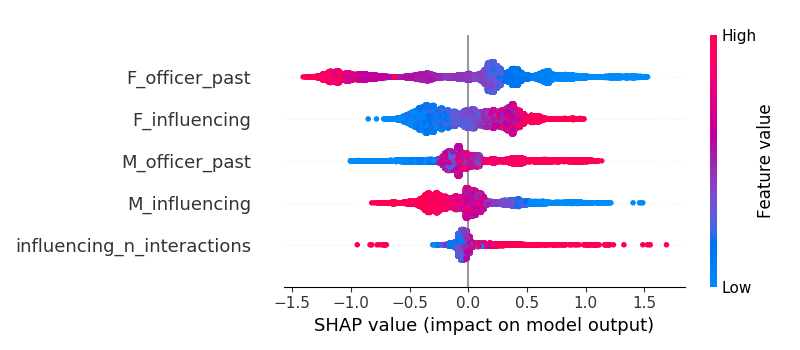 High
F_officer_past
F_influencing
M_officer_past
M_influencing
influencing_n_interactions
Feature value
Low
−1.5 −1.0 −0.5 0.0 0.5 1.0 1.5
SHAP value (impact on model output)